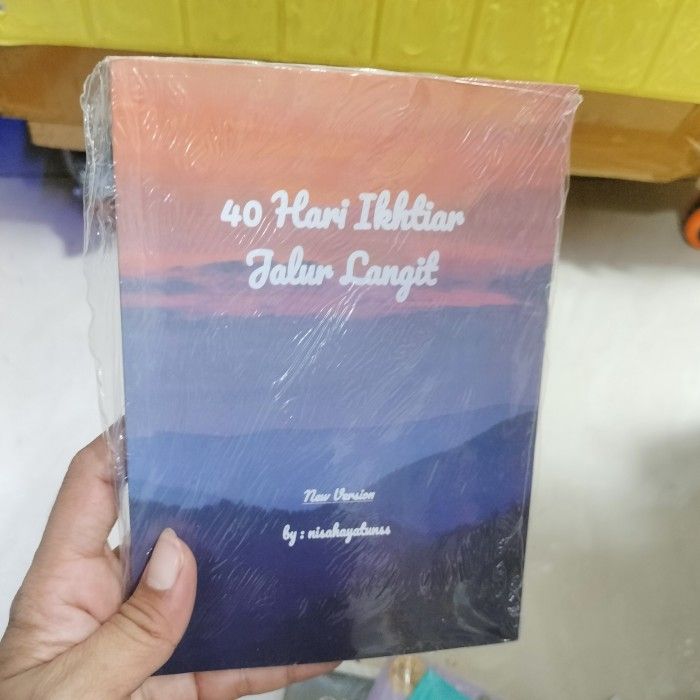 40 Hari Ikhtiar
Jalur Langit
New Version
by : nisahayatunss